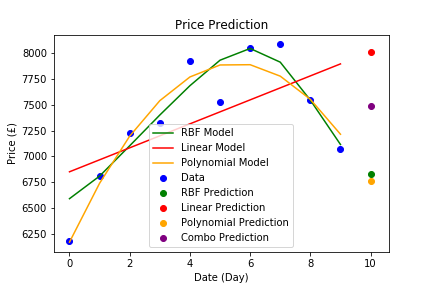 Price Prediction
Price (£)
8000
7750
7500
7250
7000
6750
6500
6250
RBF Model
Linear Model
Polynomial Model
Data
RBF Prediction
Linear Prediction
Polynomial Prediction
Combo Prediction
0
2
4
6
8
10
Date (Day)